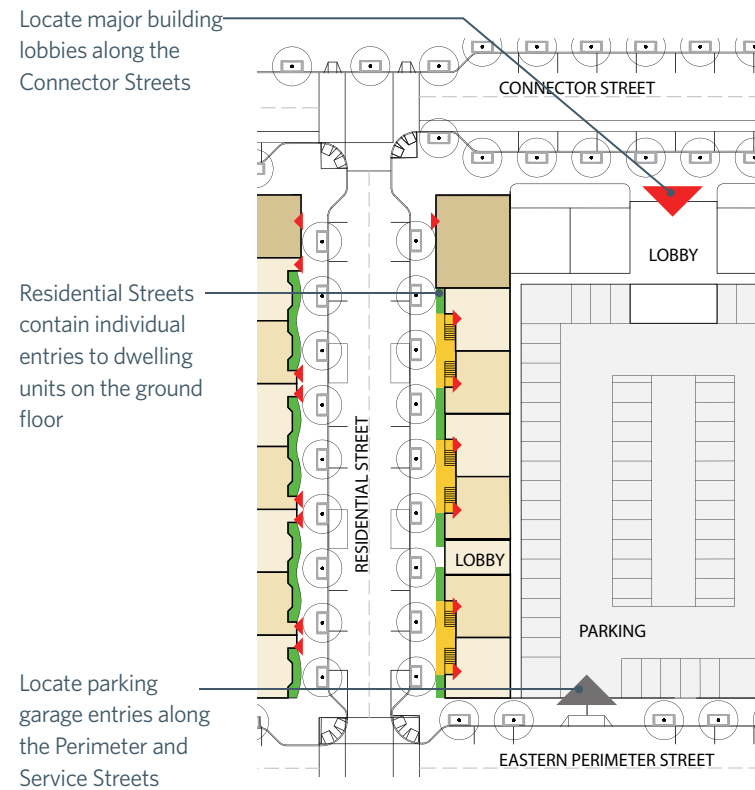 Locate major building
lobbies along the
Connector Streets
CONNECTOR STREET
LOBBY
Residential Streets
contain individual
entries to dwelling
units on the ground
floor
RESIDENTIAL STREET
LOBBY
PARKING
Locate parking
garage entries along
the Perimeter and
Service Streets
EASTERN PERIMETER STREET